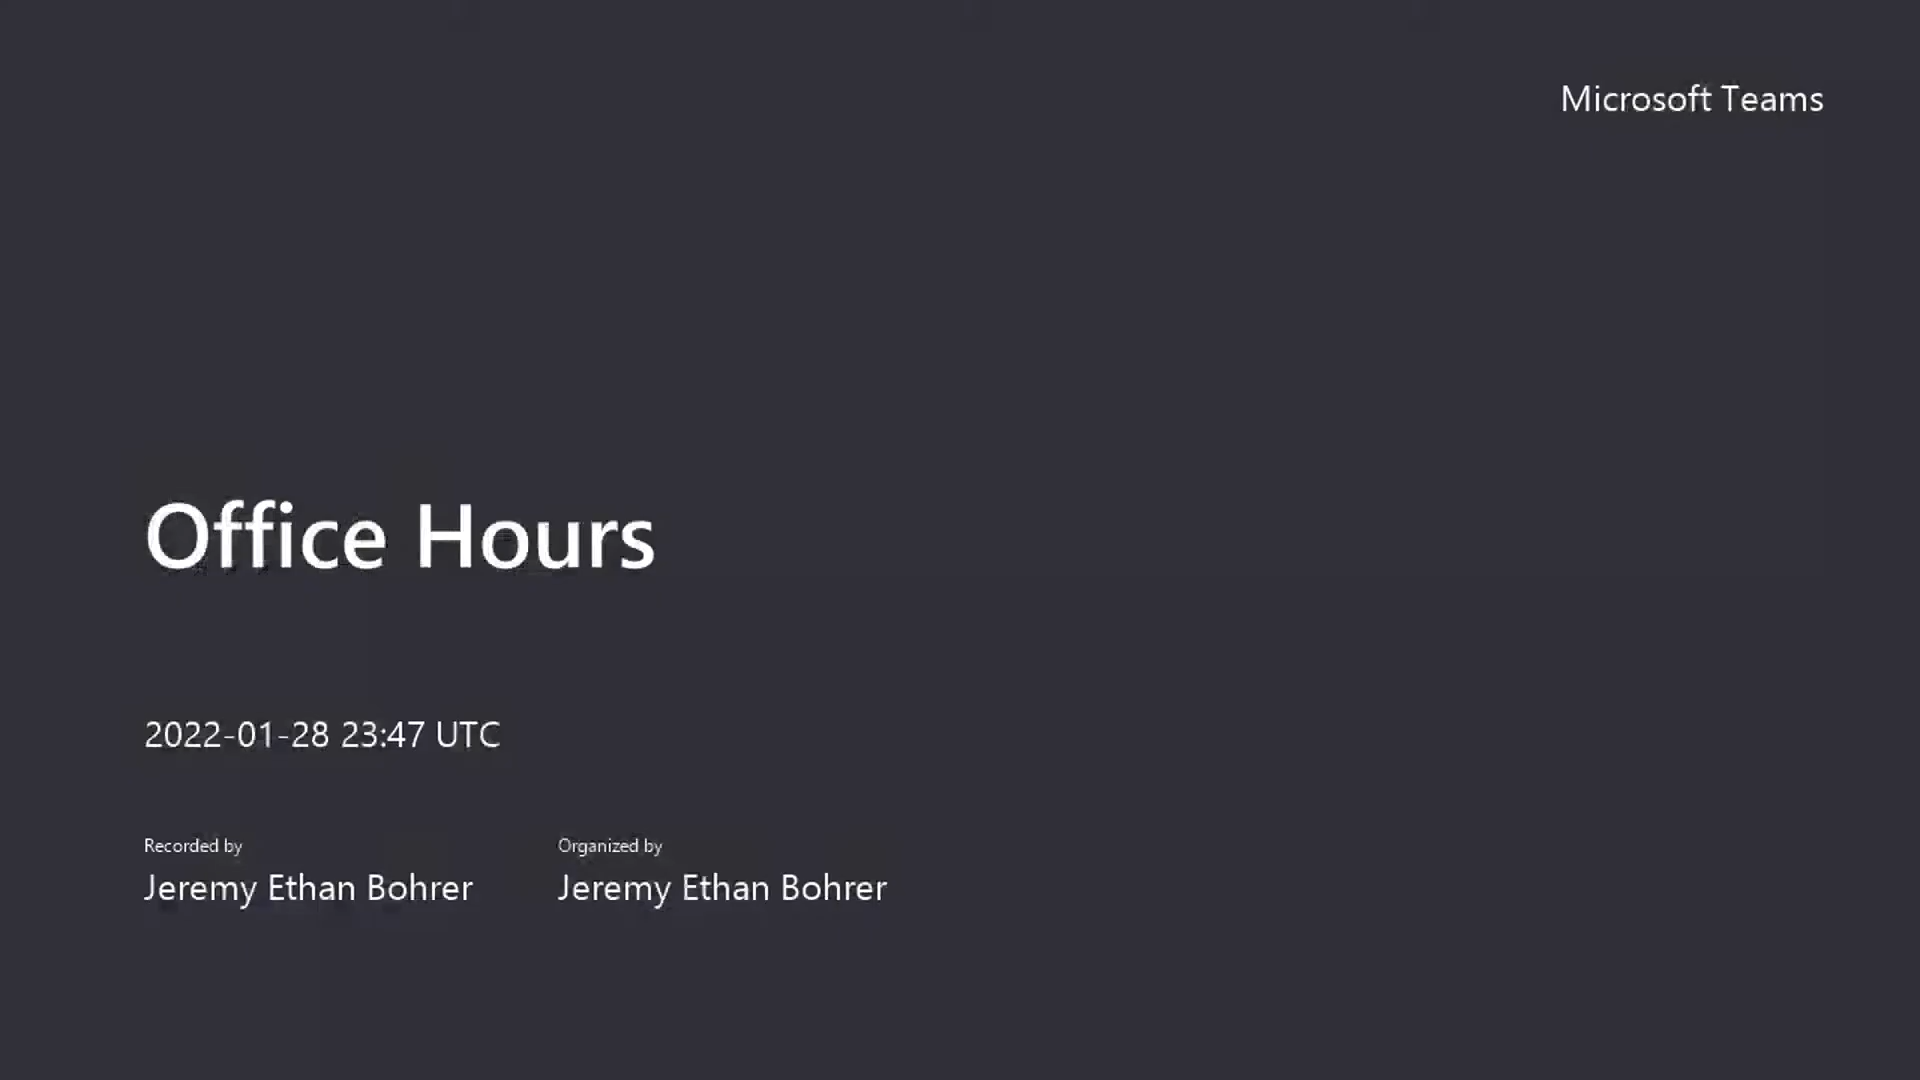 Microsoft Teams
Office Hours
2022-01-28 23:47 UTC
Recorded by
Jeremy Ethan Bohrer
Organized by
Jeremy Ethan Bohrer